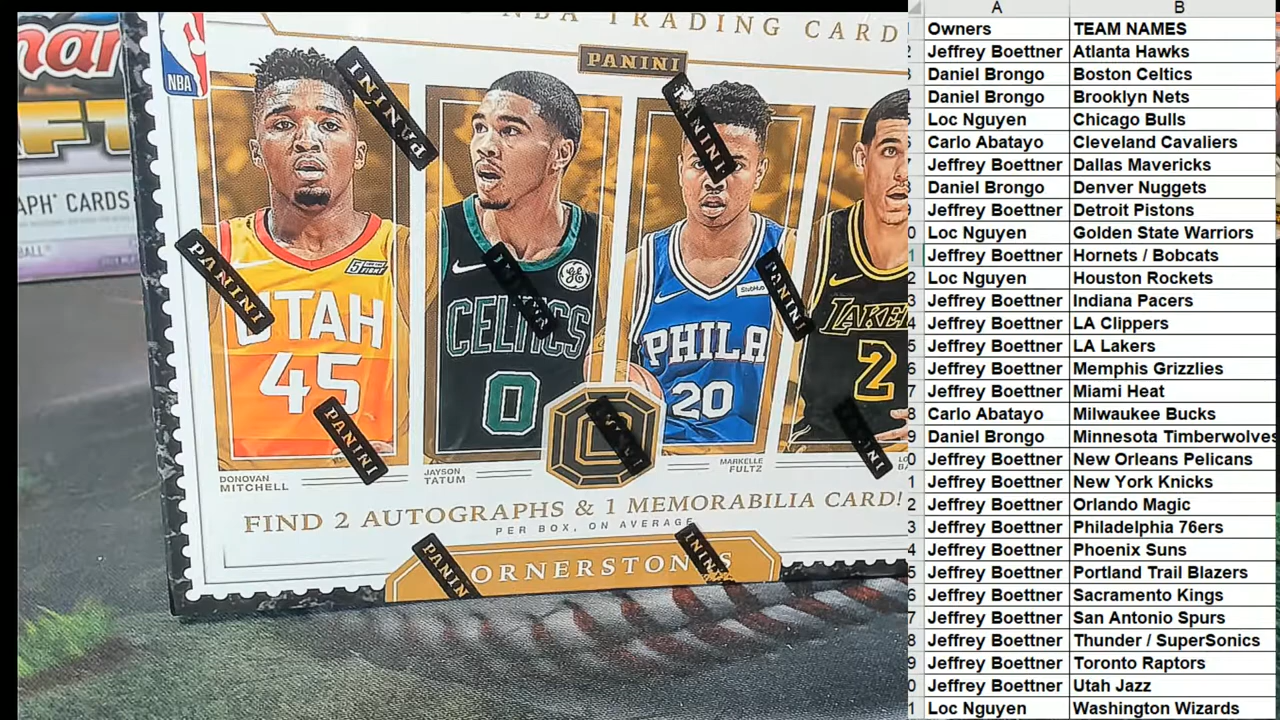 NBA TRADING CARD
PANINI
NBA
PANINI
PANINI
PANINI
PANINI
UTAH
45
CELTICS
0
PHILA
20
LAKE
2
PANINI
DONOVAN
MITCHELL
JAYSON
TATUM
MARKELLE
FULTZ
FIND 2 AUTOGRAPHS & 1 MEMORABILIA CARD!
PER BOX, ON AVERAGE
PANINI
ORNERSTON S
APH' CARDS
A B
Owners TEAM NAMES
Jeffrey Boettner Atlanta Hawks
Daniel Brongo Boston Celtics
Daniel Brongo Brooklyn Nets
Loc Nguyen Chicago Bulls
Carlo Abatayo Cleveland Cavaliers
Jeffrey Boettner Dallas Mavericks
Daniel Brongo Denver Nuggets
Jeffrey Boettner Detroit Pistons
Loc Nguyen Golden State Warriors
Jeffrey Boettner Hornets / Bobcats
Loc Nguyen Houston Rockets
Jeffrey Boettner Indiana Pacers
Jeffrey Boettner LA Clippers
Jeffrey Boettner LA Lakers
Jeffrey Boettner Memphis Grizzlies
Jeffrey Boettner Miami Heat
Carlo Abatayo Milwaukee Bucks
Daniel Brongo Minnesota Timberwolves
Jeffrey Boettner New Orleans Pelicans
Jeffrey Boettner New York Knicks
Jeffrey Boettner Orlando Magic
Jeffrey Boettner Philadelphia 76ers
Jeffrey Boettner Phoenix Suns
Jeffrey Boettner Portland Trail Blazers
Jeffrey Boettner Sacramento Kings
Jeffrey Boettner San Antonio Spurs
Jeffrey Boettner Thunder / SuperSonics
Jeffrey Boettner Toronto Raptors
Jeffrey Boettner Utah Jazz
Loc Nguyen Washington Wizards